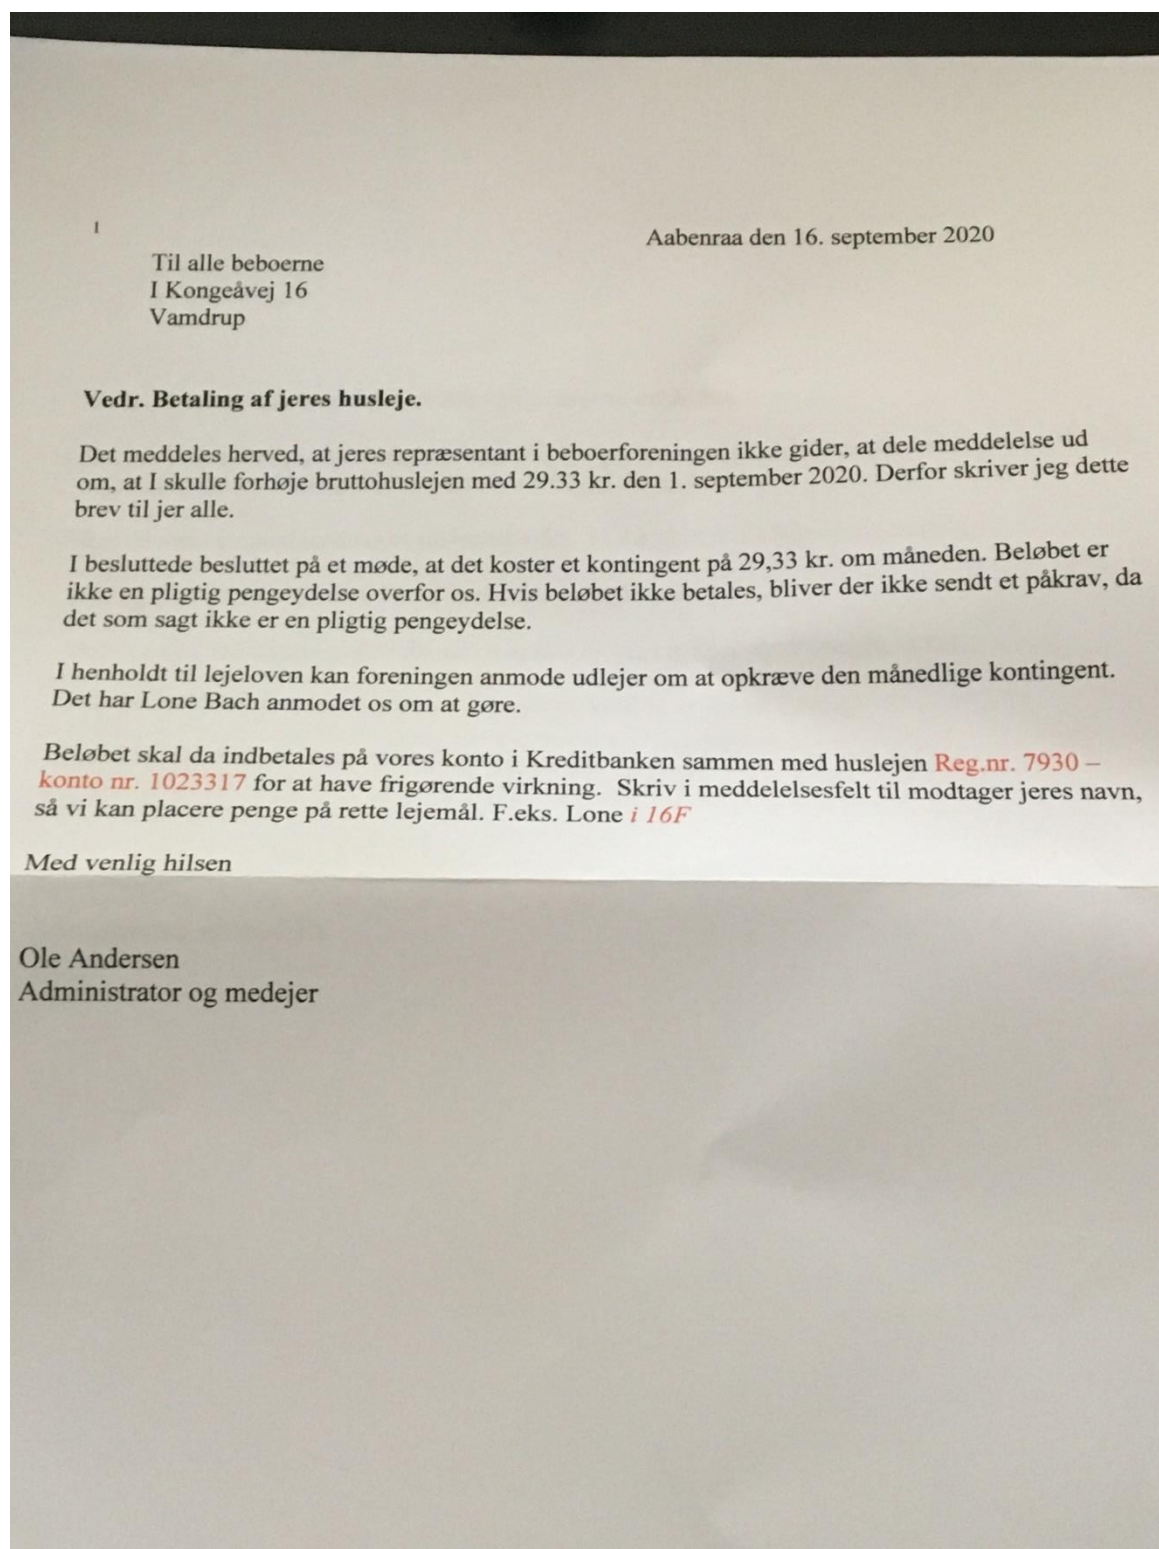 1
Aabenraa den 16. september 2020
Til alle beboerne
I Kongeåvej 16
Vamdrup
Vedr. Betaling af jeres husleje.
Det meddeles herved, at jeres repræsentant i beboerforeningen ikke gider, at dele meddelelse ud
om, at I skulle forhøje bruttohuslejen med 29.33 kr. den 1. september 2020. Derfor skriver jeg dette
brev til jer alle.
I besluttede besluttet på et møde, at det koster et kontingent på 29,33 kr. om måneden. Beløbet er
ikke en pligtig pengeydelse overfor os. Hvis beløbet ikke betales, bliver der ikke sendt et påkrav, da
det som sagt ikke er en pligtig pengeydelse.
I henholdt til lejeloven kan foreningen anmode udlejer om at opkræve den månedlige kontingent.
Det har Lone Bach anmodet os om at gøre.
Beløbet skal da indbetales på vores konto i Kreditbanken sammen med huslejen Reg.nr. 7930 –
konto nr. 1023317 for at have frigørende virkning. Skriv i meddelelsesfelt til modtager jeres navn,
så vi kan placere penge på rette lejemål. F.eks. Lone i 16F
Med venlig hilsen
Ole Andersen
Administrator og medejer